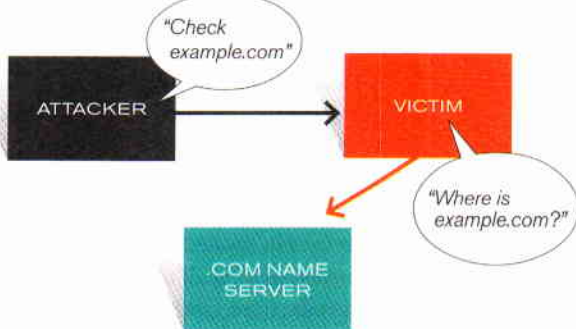 "Check
example.com"
ATTACKER
VICTIM
"Where is
example.com?"
.COM NAME
SERVER